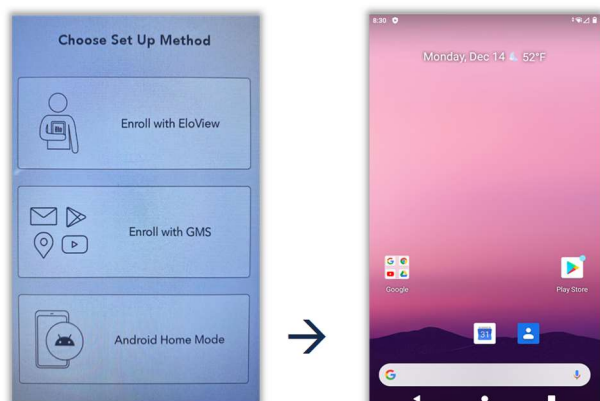 Choose Set Up Method
Enroll with EloView
Enroll with GMS
Android Home Mode
8:30
Monday, Dec 14 52°F
Google
Play Store
31
G